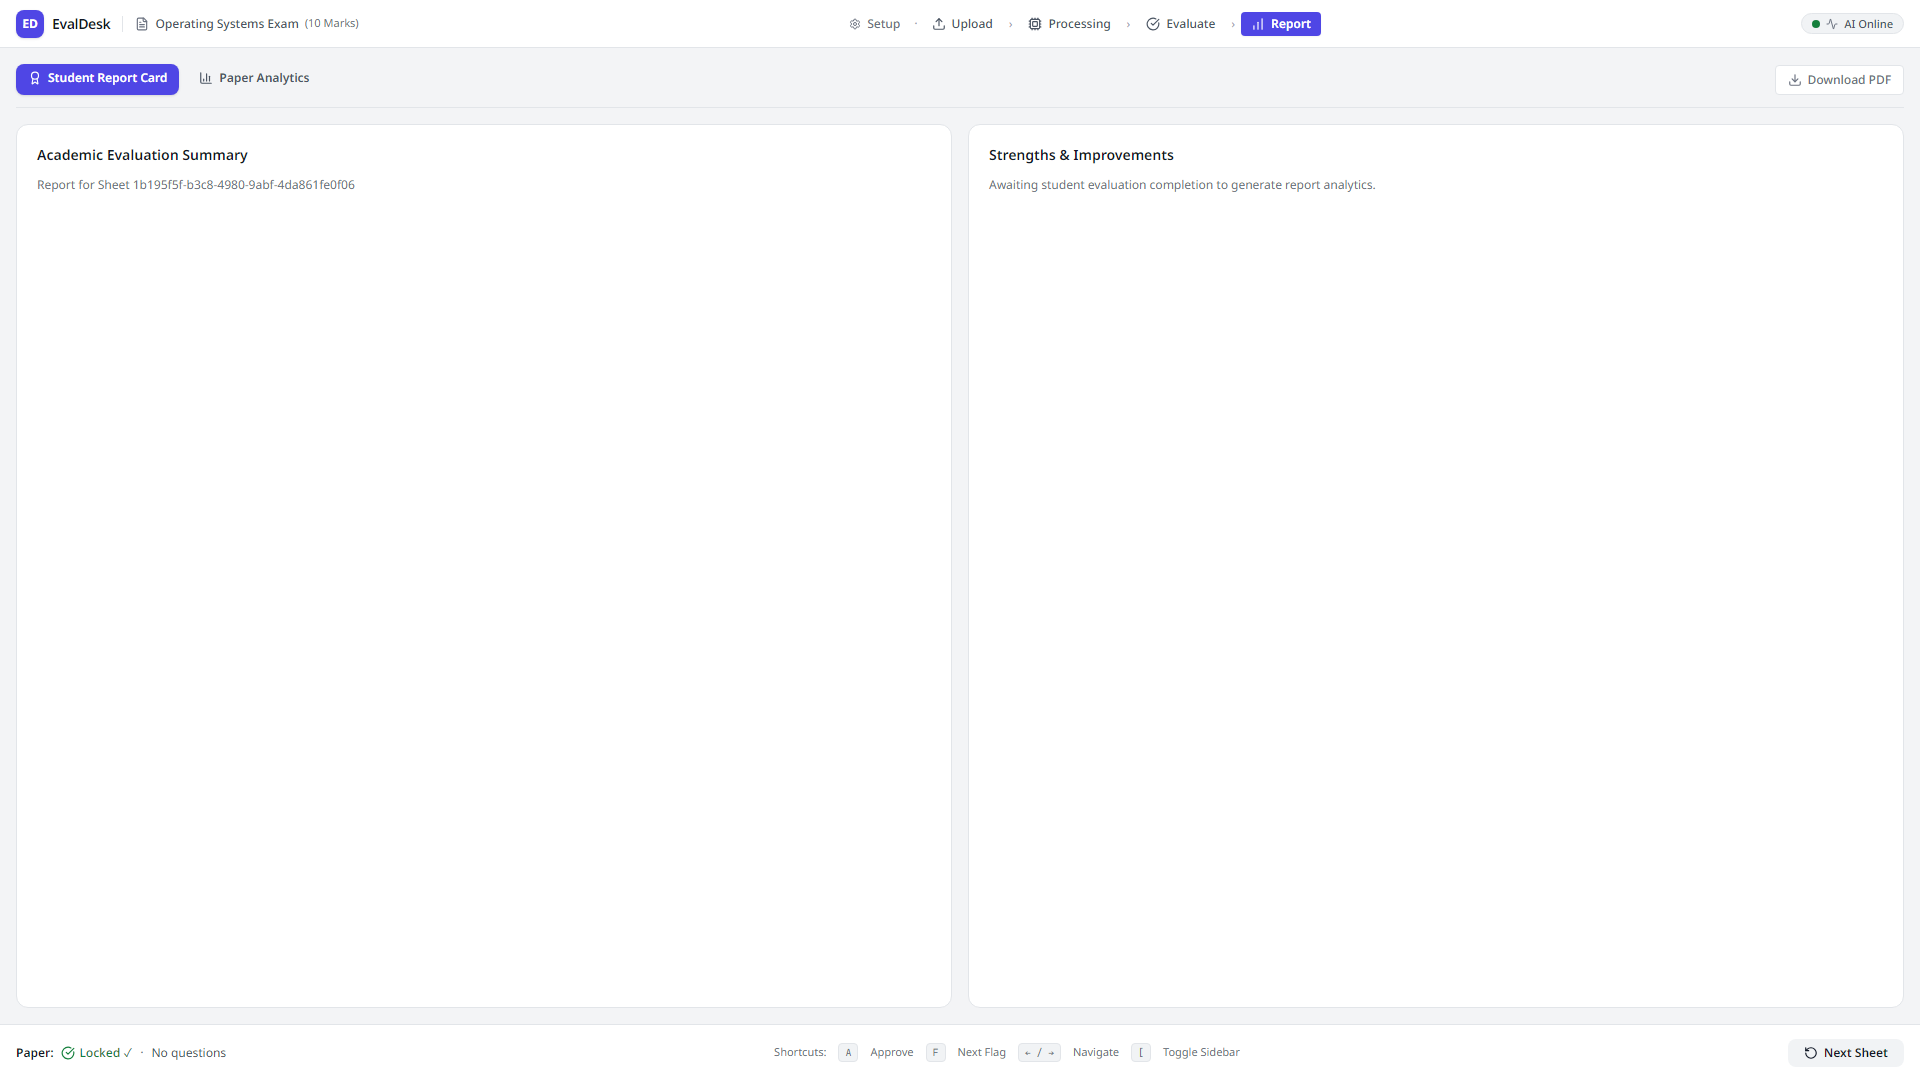 ED EvalDesk Operating Systems Exam (10 Marks) Setup · Upload › Processing › Evaluate › Report AI Online
Student Report Card Paper Analytics Download PDF
Academic Evaluation Summary
Report for Sheet 1b195f5f-b3c8-4980-9abf-4da861fe0f06
Strengths & Improvements
Awaiting student evaluation completion to generate report analytics.
Paper: Locked ✓ · No questions Shortcuts: A Approve F Next Flag ← / → Navigate [ Toggle Sidebar Next Sheet